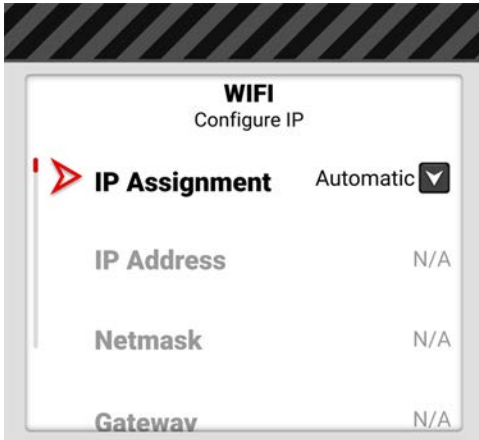 WIFI
Configure IP
IP Assignment Automatic
IP Address N/A
Netmask N/A
Gateway N/A